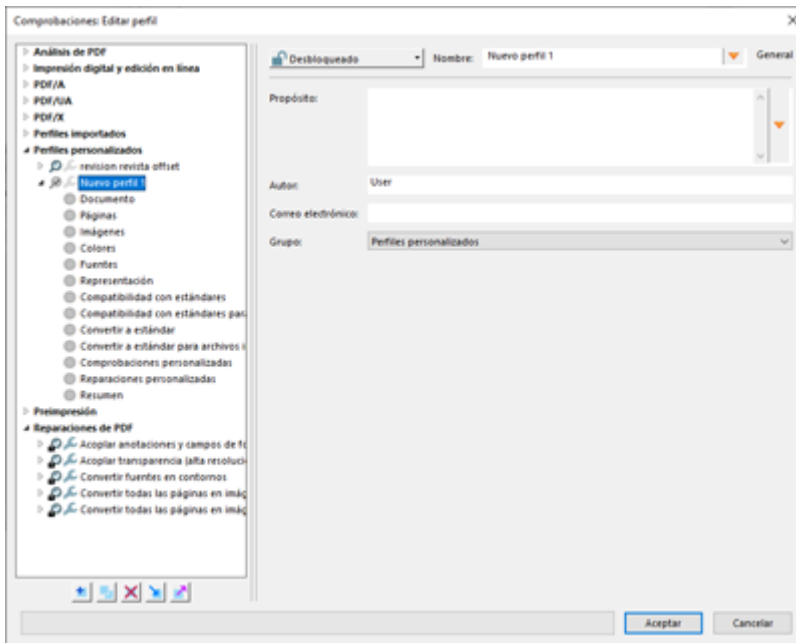 Comprobaciones: Editar perfil
Análisis de PDF
Impresión digital y edición en línea
PDF/A
PDF/UA
PDF/X
Perfiles importados
Perfiles personalizados
revision revista offset
Nuevo perfil 1
Documento
Páginas
Imágenes
Colores
Fuentes
Representación
Compatibilidad con estándares
Compatibilidad con estándares para
Convertir a estándar
Convertir a estándar para archivos i
Comprobaciones personalizadas
Reparaciones personalizadas
Resumen
Preimpresión
Reparaciones de PDF
Acoplar anotaciones y campos de fo
Acoplar transparencia (alta resoluci
Convertir fuentes en contornos
Convertir todas las páginas en imág
Convertir todas las páginas en imág
Desbloqueado
Nombre: Nuevo perfil 1
General
Propósito:
Autor: User
Correo electrónico:
Grupo: Perfiles personalizados
Aceptar
Cancelar